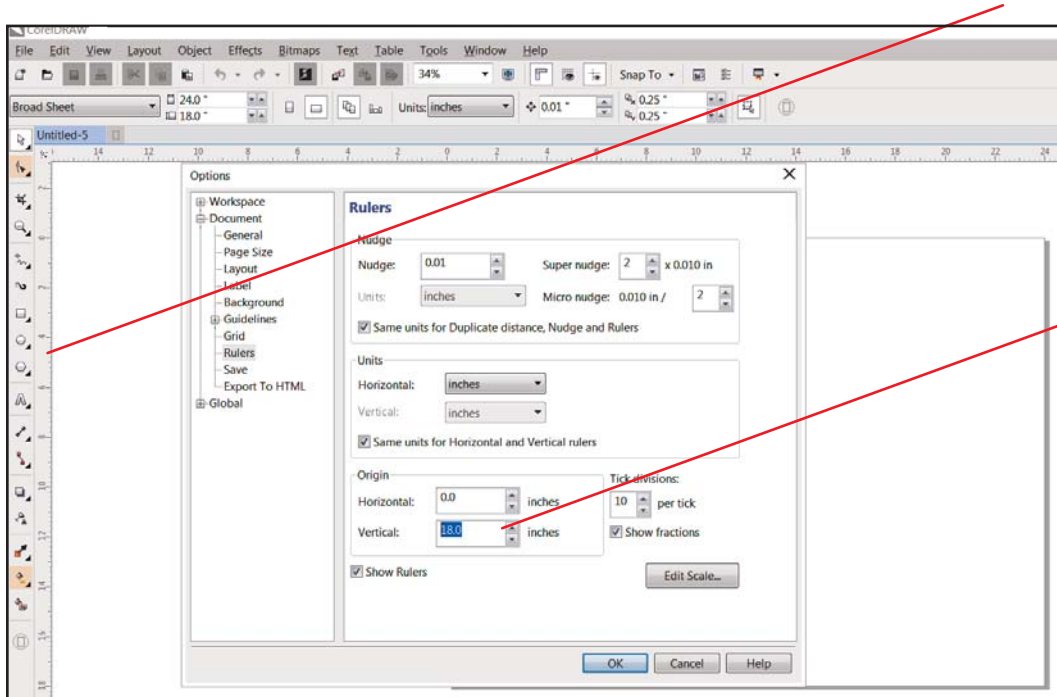 CorelDRAW
File Edit View Layout Object Effects Bitmaps Text Table Tools Window Help
34% Snap To
Broad Sheet 24.0 " 18.0 " Units: inches 0.01 " 0.25 " 0.25 "
Untitled-5
14 12 10 8 6 4 2 0 2 4 6 8 10 12 14 16 18 20 22 24
Options
Workspace
Document
General
Page Size
Layout
Label
Background
Guidelines
Grid
Rulers
Save
Export To HTML
Global
Rulers
Nudge
Nudge: 0.01 Super nudge: 2 x 0.010 in
Units: inches Micro nudge: 0.010 in / 2
Same units for Duplicate distance, Nudge and Rulers
Units
Horizontal: inches
Vertical: inches
Same units for Horizontal and Vertical rulers
Origin
Horizontal: 0.0 inches
Vertical: 18.0 inches
Tick divisions:
10 per tick
Show fractions
Show Rulers
Edit Scale...
OK Cancel Help
12
14
16
18